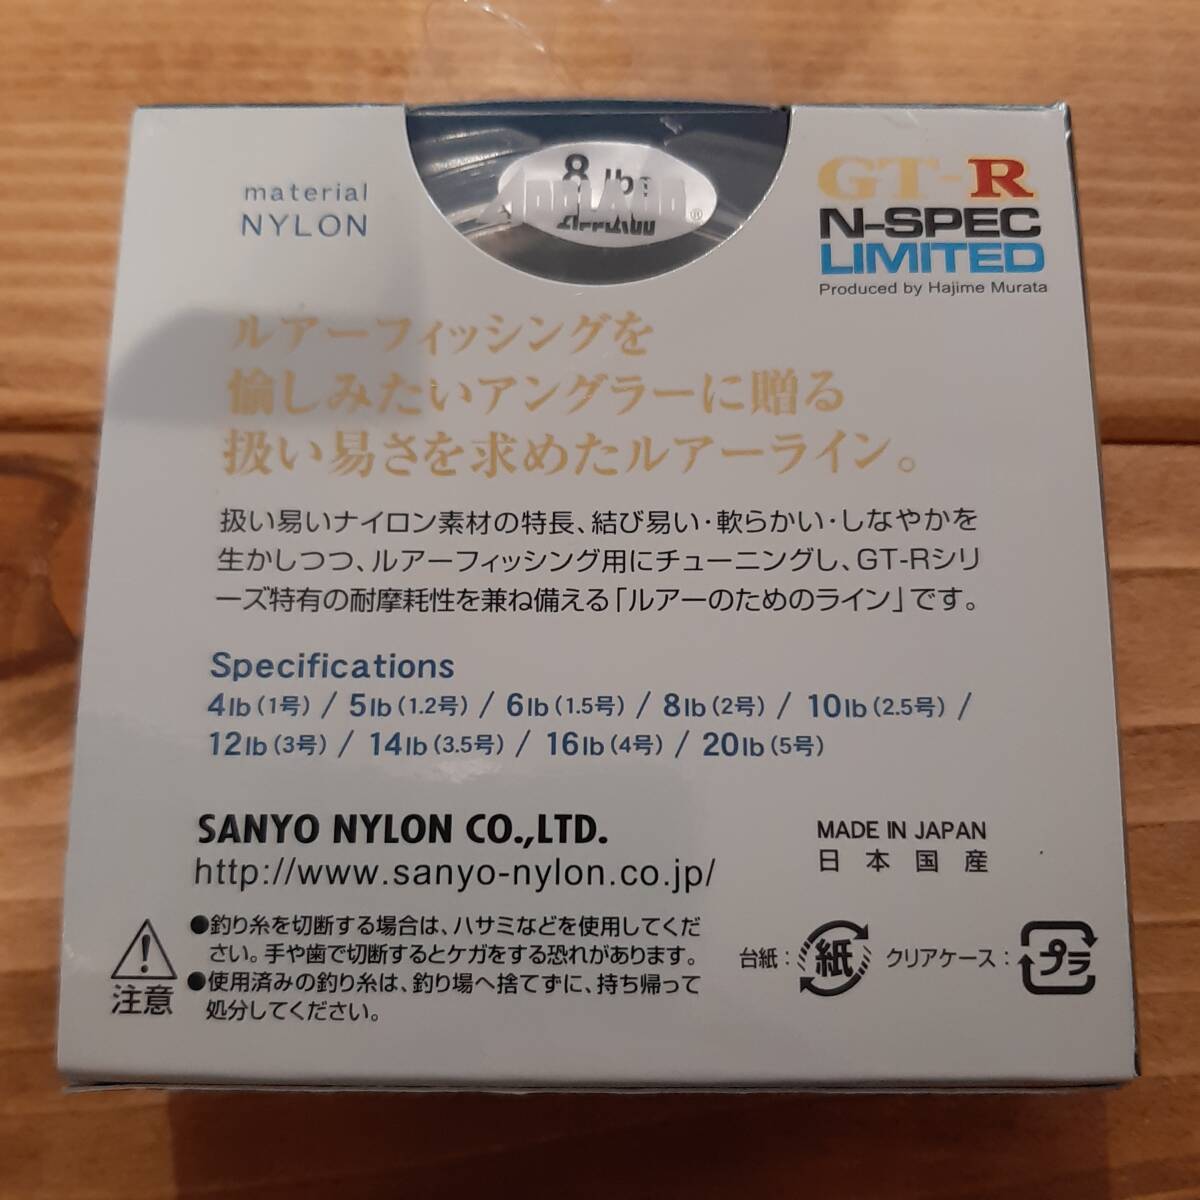 material
NYLON
8 lbs
APPLAUD®
APPLAUD
GT-R
N-SPEC
LIMITED
Produced by Hajime Murata
ルアーフィッシングを
愉しみたいアングラーに贈る
扱い易さを求めたルアーライン。
扱い易いナイロン素材の特長、結び易い・軟らかい・しなやかを
生かしつつ、ルアーフィッシング用にチューニングし、GT-Rシリ
ーズ特有の耐摩耗性を兼ね備える「ルアーのためのライン」です。
Specifications
4lb(1号) / 5lb(1.2号) / 6lb(1.5号) / 8lb(2号) / 10lb(2.5号) /
12lb(3号) / 14lb(3.5号) / 16lb(4号) / 20lb(5号)
SANYO NYLON CO.,LTD.
http://www.sanyo-nylon.co.jp/
MADE IN JAPAN
日本国産
注意
●釣り糸を切断する場合は、ハサミなどを使用してくだ
さい。手や歯で切断するとケガをする恐れがあります。
●使用済みの釣り糸は、釣り場へ捨てずに、持ち帰って
処分してください。
台紙: 紙 クリアケース: プラ